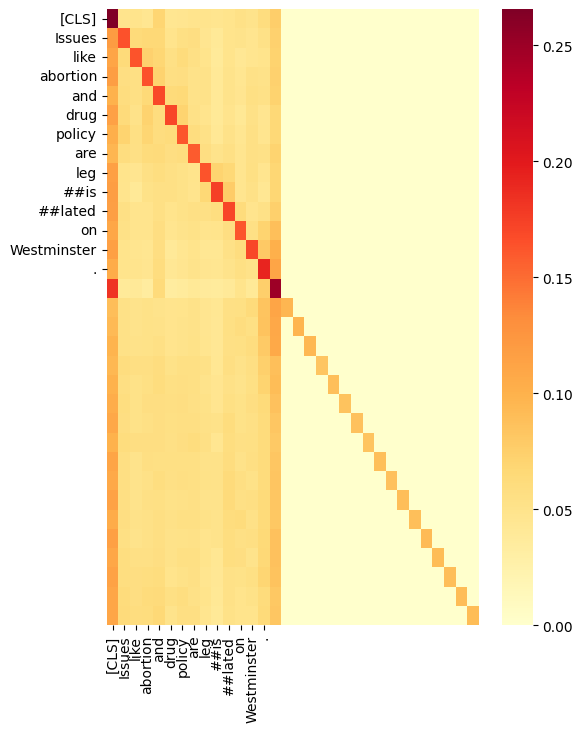 [CLS]
Issues
like
abortion
and
drug
policy
are
leg
##is
##lated
on
Westminster
.
0.25
0.20
0.15
0.10
0.05
0.00
[CLS]
Issues
like
abortion
and
drug
policy
are
leg
##is
##lated
on
Westminster
.